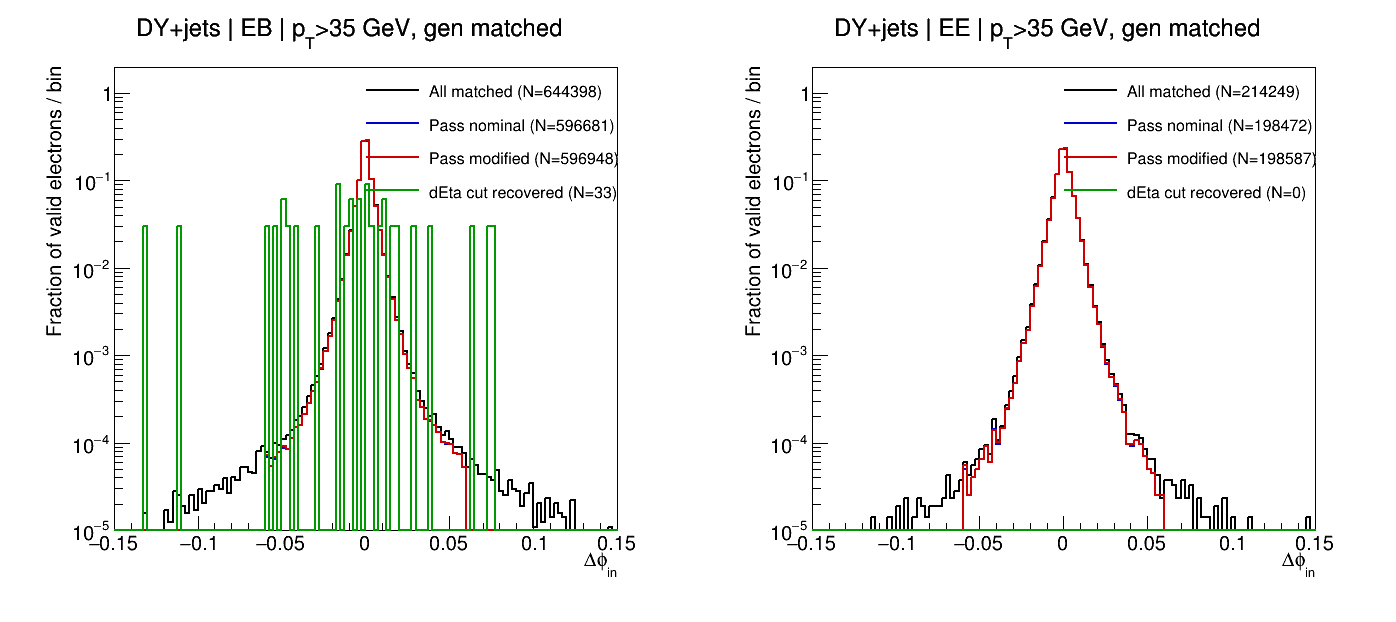 DY+jets | EB | pT>35 GeV, gen matched
Fraction of valid electrons / bin
All matched (N=644398)
Pass nominal (N=596681)
Pass modified (N=596948)
dEta cut recovered (N=33)
1
10−1
10−2
10−3
10−4
10−5
−0.15 −0.1 −0.05 0 0.05 0.1 0.15
Δϕin
DY+jets | EE | pT>35 GeV, gen matched
Fraction of valid electrons / bin
All matched (N=214249)
Pass nominal (N=198472)
Pass modified (N=198587)
dEta cut recovered (N=0)
1
10−1
10−2
10−3
10−4
10−5
−0.15 −0.1 −0.05 0 0.05 0.1 0.15
Δϕin